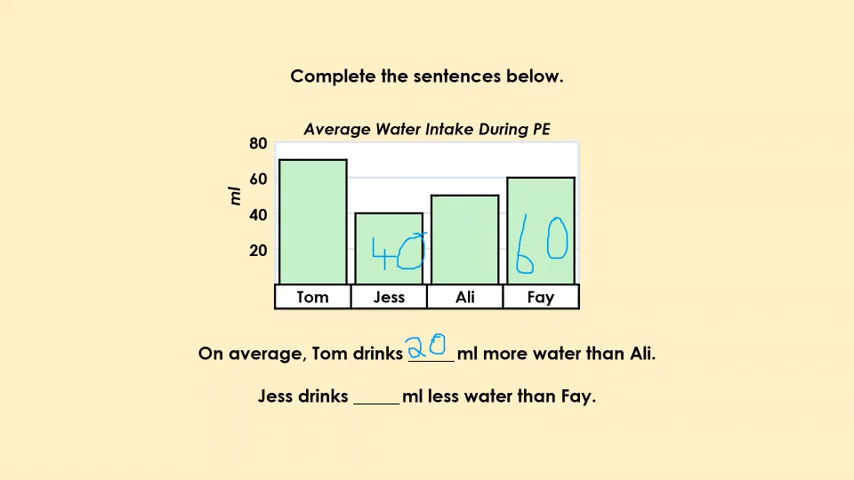 Complete the sentences below.
Average Water Intake During PE
80
60
40
20
ml
40
60
Tom Jess Ali Fay
On average, Tom drinks 20 ml more water than Ali.
Jess drinks _____ ml less water than Fay.